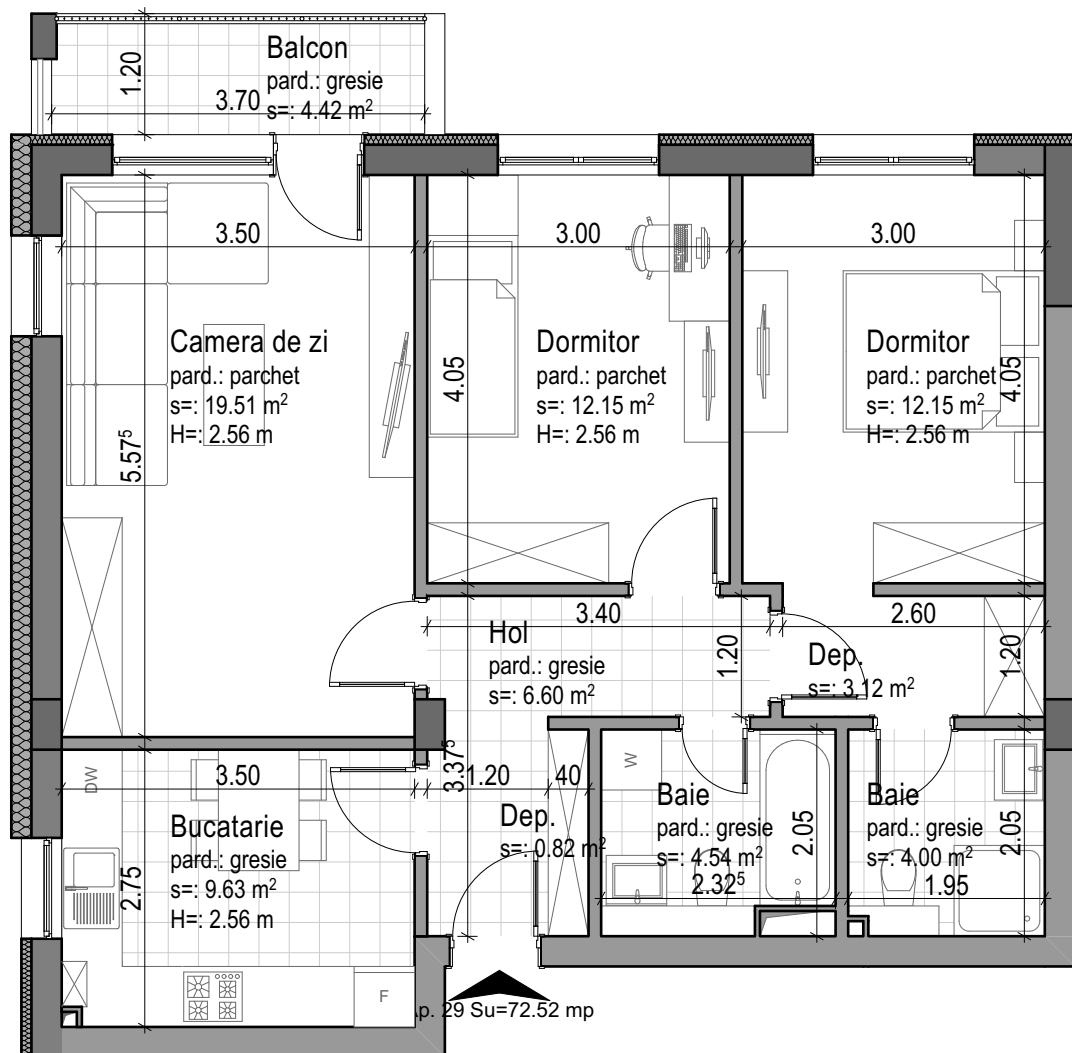 Balcon
pard.: gresie
s=: 4.42 m²
1.20
3.70
3.50
3.00
3.00
Camera de zi
pard.: parchet
s=: 19.51 m²
H=: 2.56 m
5.57⁵
Dormitor
pard.: parchet
s=: 12.15 m²
H=: 2.56 m
4.05
Dormitor
pard.: parchet
s=: 12.15 m²
H=: 2.56 m
4.05
3.40
2.60
Hol
pard.: gresie
s=: 6.60 m²
1.20
Dep.
s=: 3.12 m²
1.20
DW
3.50
3.37⁵
1.20
40
W
Bucatarie
pard.: gresie
s=: 9.63 m²
H=: 2.56 m
2.75
Dep.
s=: 0.82 m²
Baie
pard.: gresie
s=: 4.54 m²
2.32⁵
2.05
Baie
pard.: gresie
s=: 4.00 m²
1.95
2.05
F
29 Su=72.52 mp